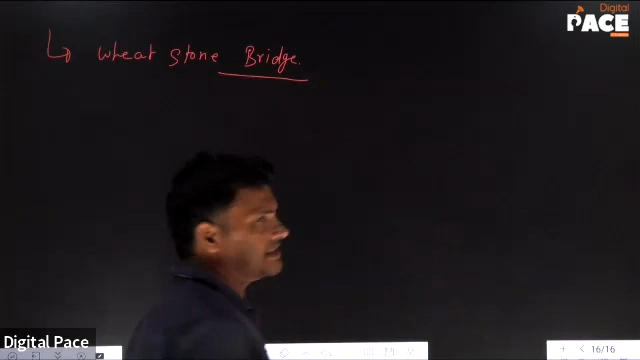 Digital
PACE
↳ Wheat stone Bridge.
Digital Pace
16/16